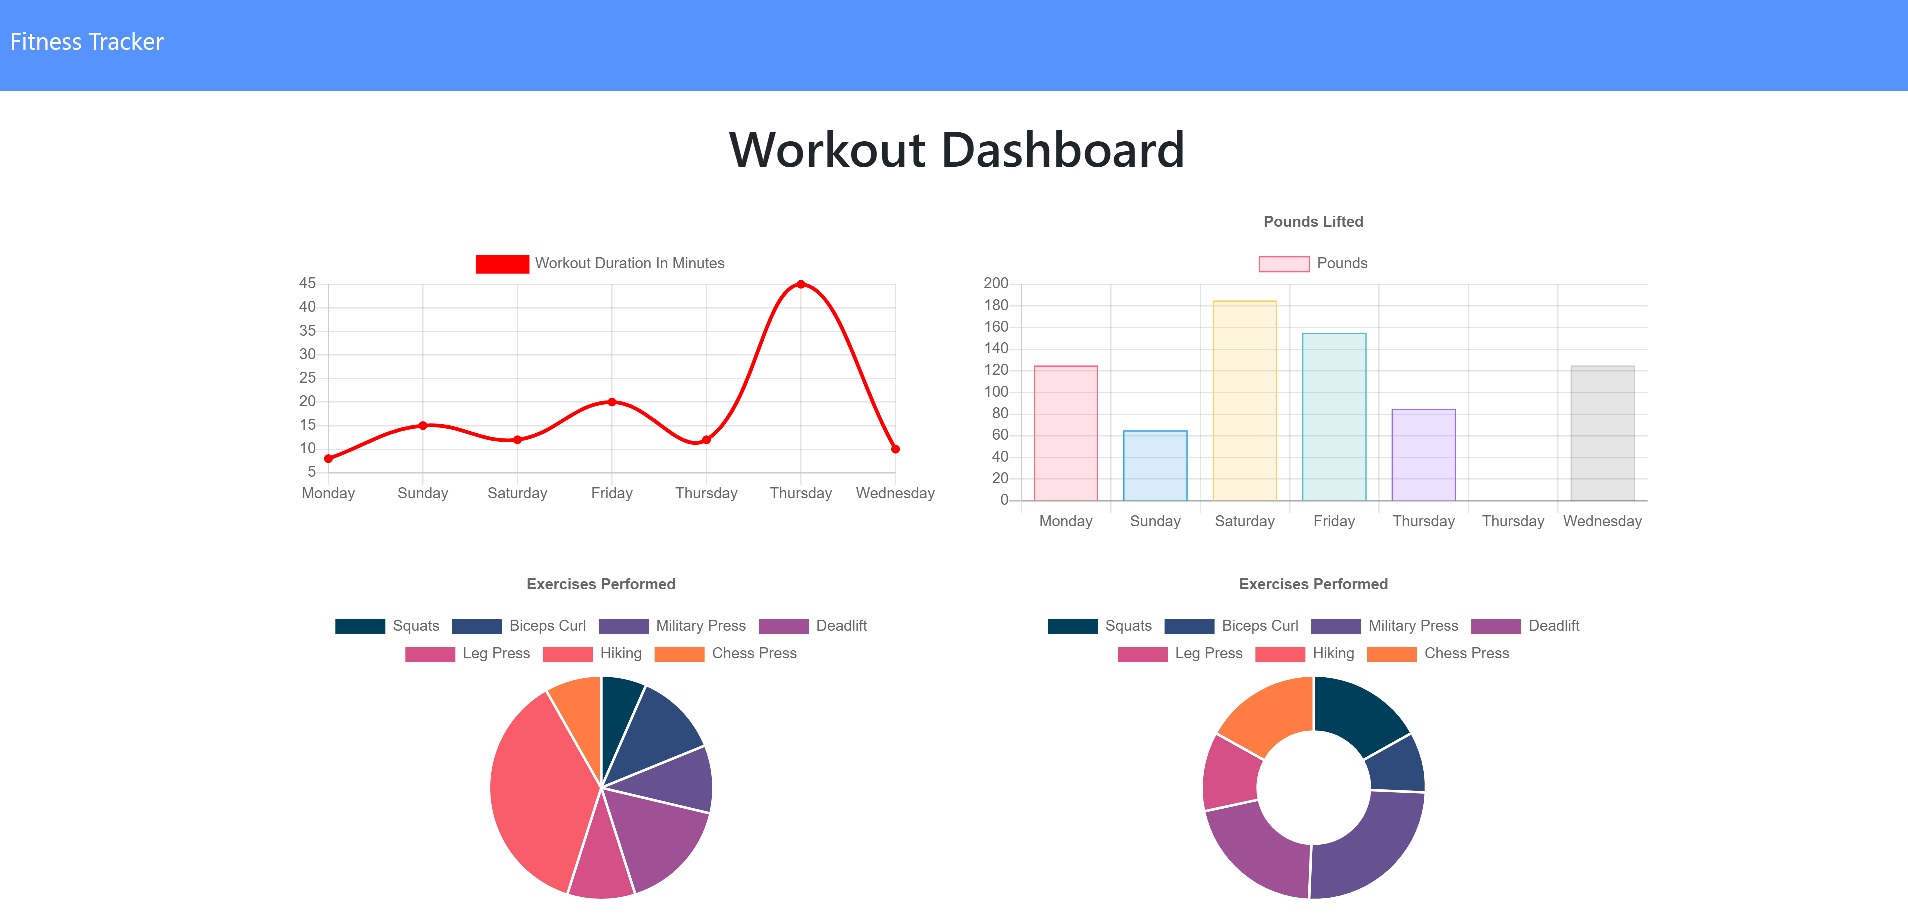 Fitness Tracker
Workout Dashboard
Workout Duration In Minutes
45
40
35
30
25
20
15
10
5
Monday Sunday Saturday Friday Thursday Thursday Wednesday
Pounds Lifted
Pounds
200
180
160
140
120
100
80
60
40
20
0
Monday Sunday Saturday Friday Thursday Thursday Wednesday
Exercises Performed
Squats Biceps Curl Military Press Deadlift
Leg Press Hiking Chess Press
Exercises Performed
Squats Biceps Curl Military Press Deadlift
Leg Press Hiking Chess Press